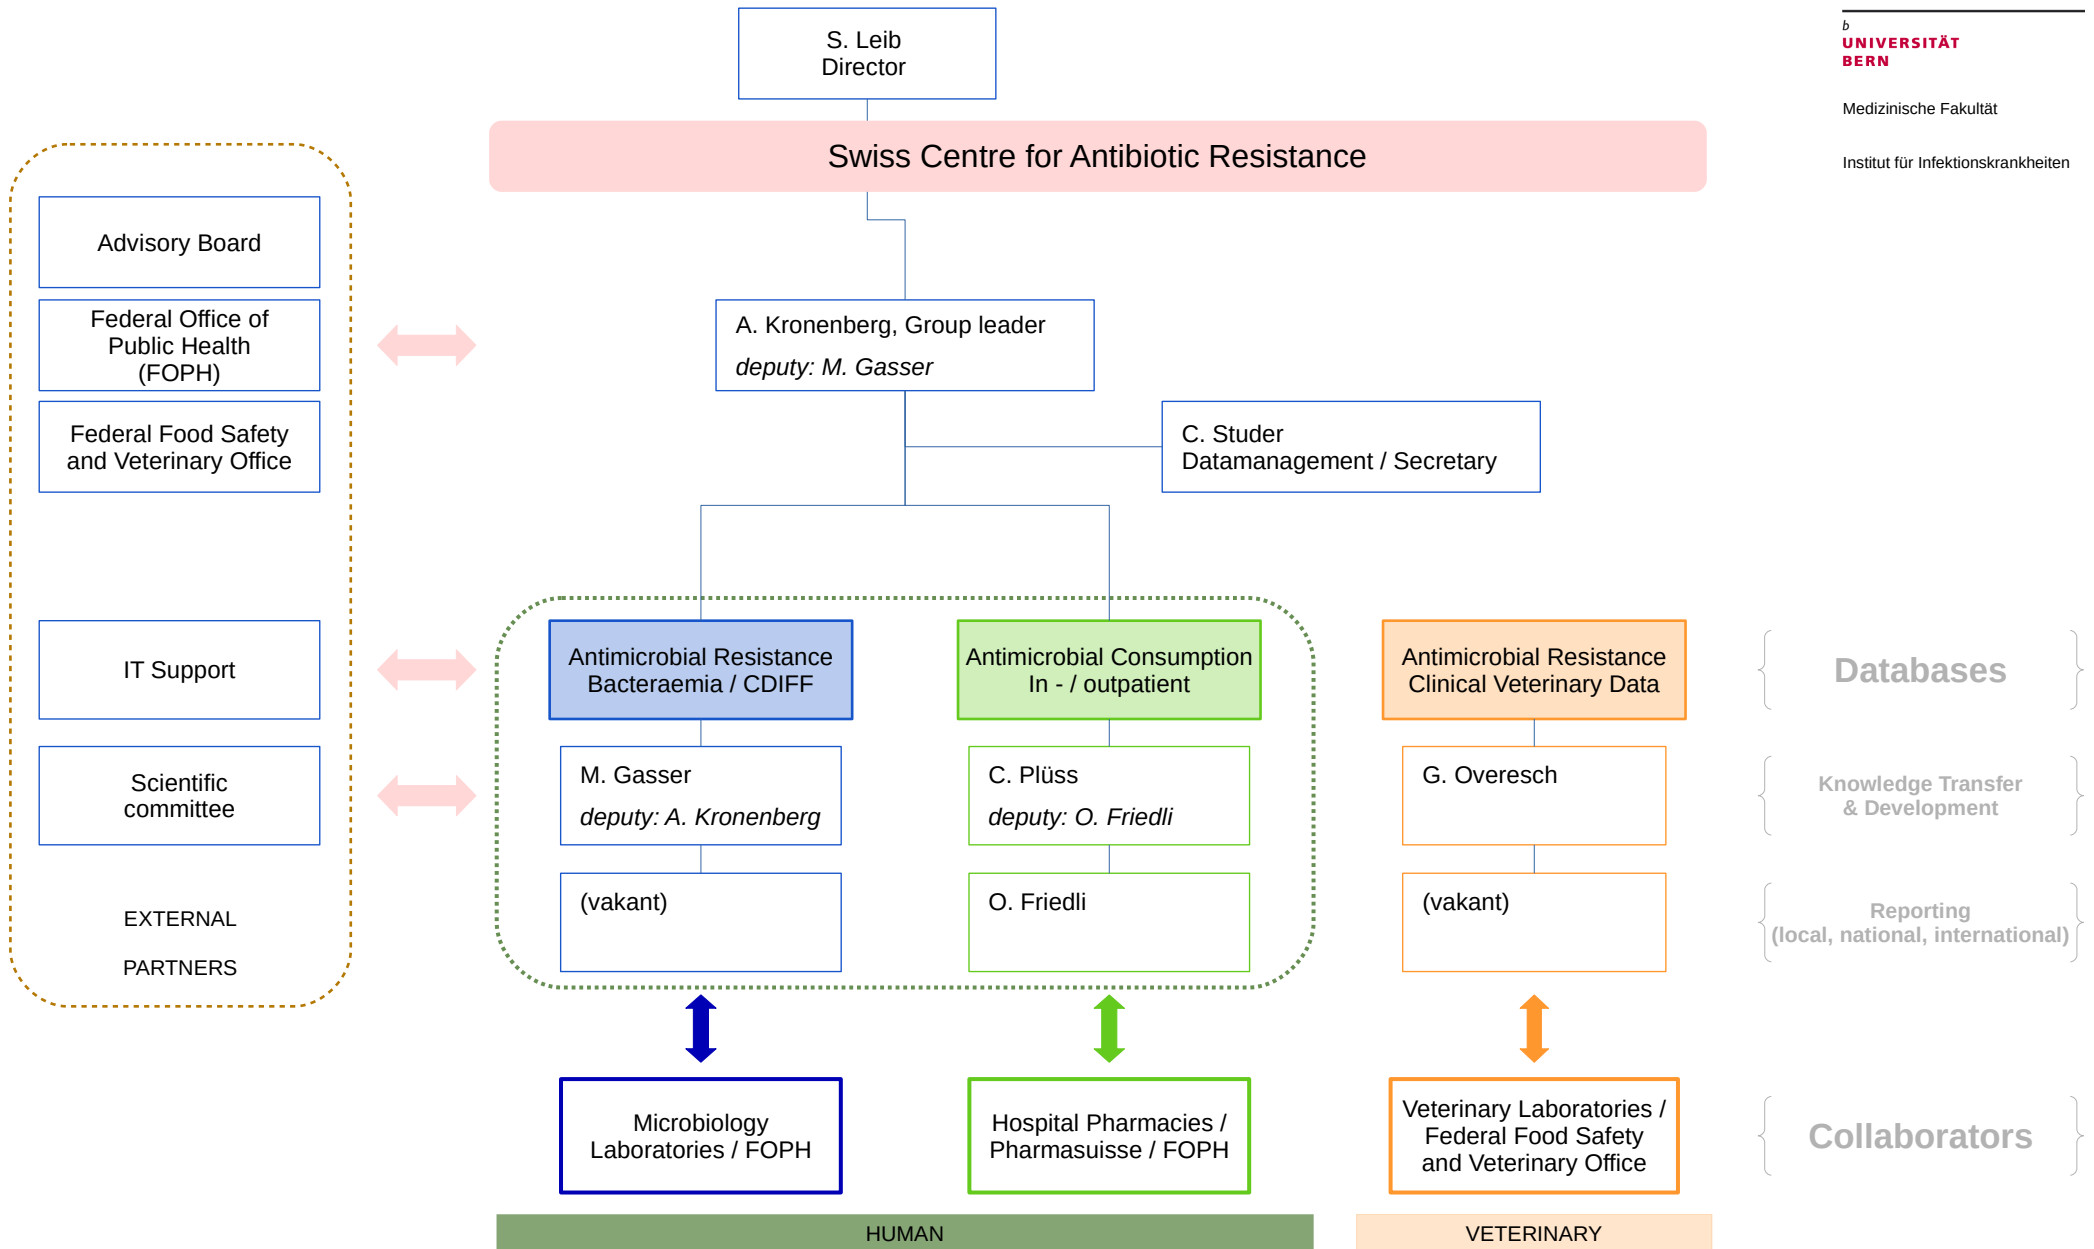 S. Leib
Director
b
UNIVERSITÄT
BERN
Medizinische Fakultät
Institut für Infektionskrankheiten
Swiss Centre for Antibiotic Resistance
Advisory Board
Federal Office of
Public Health
(FOPH)
Federal Food Safety
and Veterinary Office
A. Kronenberg, Group leader
deputy: M. Gasser
C. Studer
Datamanagement / Secretary
IT Support
Scientific
committee
EXTERNAL
PARTNERS
Antimicrobial Resistance
Bacteraemia / CDIFF
M. Gasser
deputy: A. Kronenberg
(vakant)
Microbiology
Laboratories / FOPH
Antimicrobial Consumption
In - / outpatient
C. Plüss
deputy: O. Friedli
O. Friedli
Hospital Pharmacies /
Pharmasuisse / FOPH
Antimicrobial Resistance
Clinical Veterinary Data
G. Overesch
(vakant)
Veterinary Laboratories /
Federal Food Safety
and Veterinary Office
Databases
Knowledge Transfer
& Development
Reporting
(local, national, international)
Collaborators
HUMAN
VETERINARY